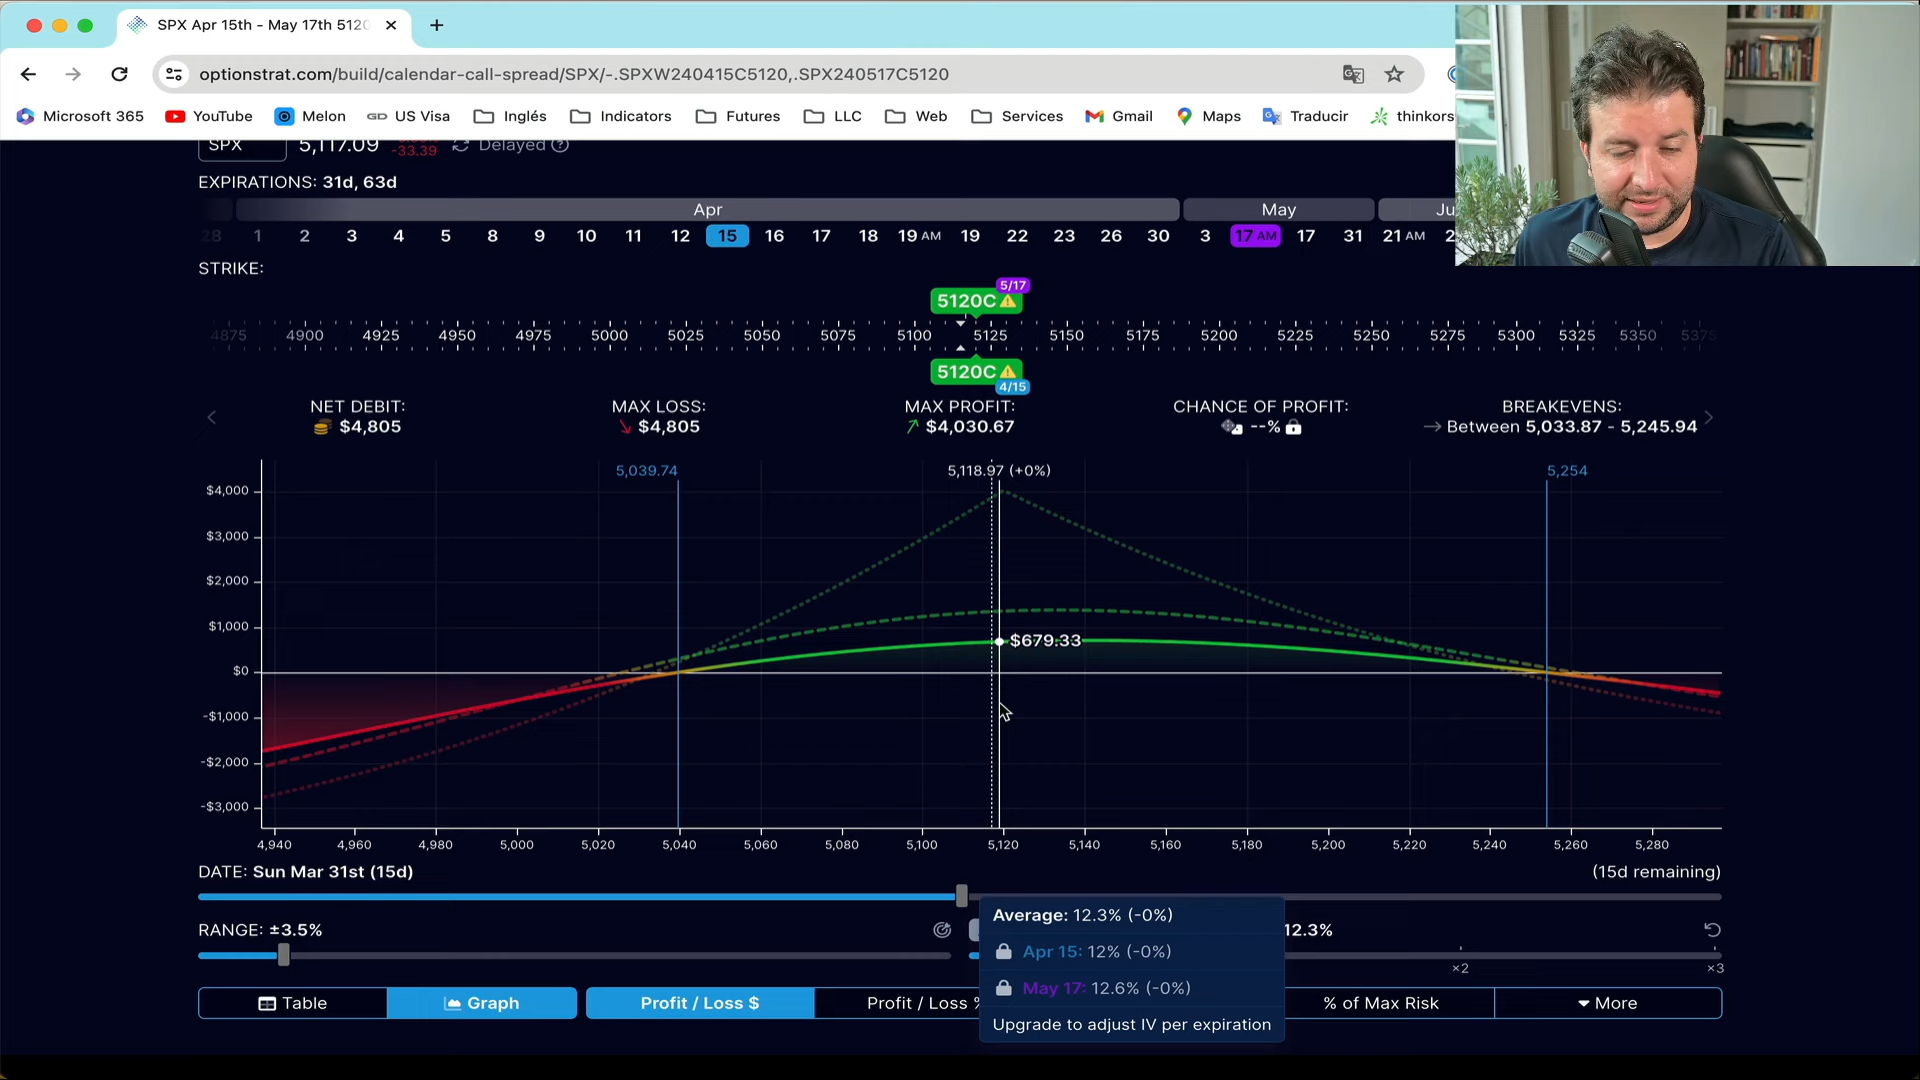 SPX Apr 15th - May 17th 5120
optionstrat.com/build/calendar-call-spread/SPX/-.SPXW240415C5120,.SPX240517C5120
Microsoft 365 YouTube Melon US Visa Inglés Indicators Futures LLC Web Services Gmail Maps Traducir thinkors
SPX 5,117.09 -33.39 Delayed ?
EXPIRATIONS: 31d, 63d
Apr May Ju
28 1 2 3 4 5 8 9 10 11 12 15 16 17 18 19 AM 19 22 23 26 30 3 17 AM 17 31 21 AM 2
STRIKE:
5/17
5120C
4875 4900 4925 4950 4975 5000 5025 5050 5075 5100 5125 5150 5175 5200 5225 5250 5275 5300 5325 5350 5375
5120C
4/15
NET DEBIT: MAX LOSS: MAX PROFIT: CHANCE OF PROFIT: BREAKEVENS:
$4,805 $4,805 $4,030.67 --% Between 5,033.87 - 5,245.94
5,039.74 5,118.97 (+0%) 5,254
$4,000
$3,000
$2,000
$1,000
$679.33
$0
-$1,000
-$2,000
-$3,000
4,940 4,960 4,980 5,000 5,020 5,040 5,060 5,080 5,100 5,120 5,140 5,160 5,180 5,200 5,220 5,240 5,260 5,280
DATE: Sun Mar 31st (15d) (15d remaining)
Average: 12.3% (-0%)
RANGE: ±3.5% 12.3%
Apr 15: 12% (-0%)
×2 ×3
May 17: 12.6% (-0%)
Table Graph Profit / Loss $ Profit / Loss % % of Max Risk More
Upgrade to adjust IV per expiration